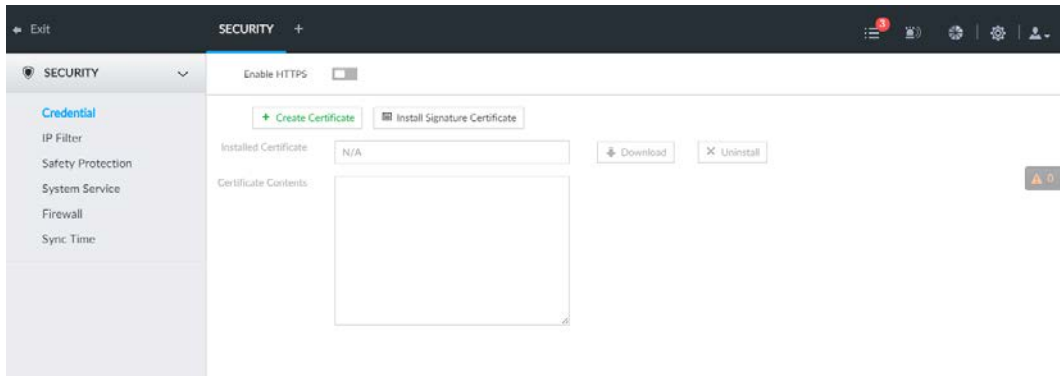 Exit
SECURITY +
3
SECURITY
Enable HTTPS
Credential
IP Filter
Safety Protection
System Service
Firewall
Sync Time
+ Create Certificate
Install Signature Certificate
Installed Certificate
N/A
Download
Uninstall
Certificate Contents
0